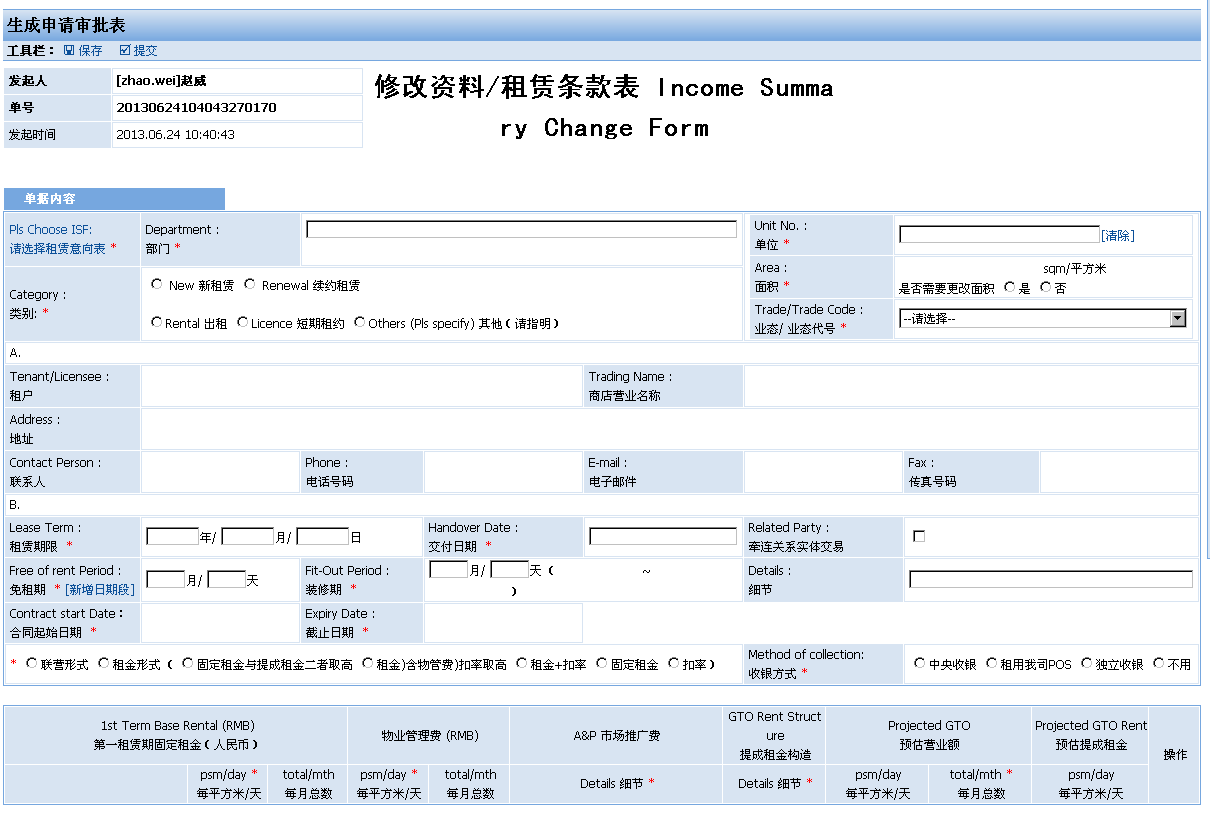 生成申请审批表
工具栏： 保存 提交
发起人 [zhao.wei]赵威
单号 20130624104043270170
发起时间 2013.06.24 10:40:43
修改资料/租赁条款表 Income Summa
ry Change Form
单据内容
Pls Choose ISF:
请选择租赁意向表 *
Department :
部门 *
Unit No. :
单位 *
[清除]
Area :
面积 *
sqm/平方米
是否需要更改面积 是 否
Category :
类别: *
New 新租赁 Renewal 续约租赁
Rental 出租 Licence 短期租约 Others (Pls specify) 其他（请指明）
Trade/Trade Code :
业态/ 业态代号 *
--请选择--
A.
Tenant/Licensee :
租户
Trading Name :
商店营业名称
Address :
地址
Contact Person :
联系人
Phone :
电话号码
E-mail :
电子邮件
Fax :
传真号码
B.
Lease Term :
租赁期限 *
年/ 月/ 日
Handover Date :
交付日期 *
Related Party :
牵连关系实体交易
Free of rent Period :
免租期 * [新增日期段]
月/ 天
Fit-Out Period :
装修期 *
月/ 天（ ~
）
Details :
细节
Contract start Date：
合同起始日期 *
Expiry Date :
截止日期 *
* 联营形式 租金形式（ 固定租金与提成租金二者取高 租金)含物管费)扣率取高 租金+扣率 固定租金 扣率）
Method of collection:
收银方式 *
中央收银 租用我司POS 独立收银 不用
1st Term Base Rental (RMB)
第一租赁期固定租金（人民币）
物业管理费 (RMB)
A&P 市场推广费
GTO Rent Struct
ure
提成租金构造
Projected GTO
预估营业额
Projected GTO Rent
预估提成租金
操作
psm/day *
每平方米/天
total/mth
每月总数
psm/day *
每平方米/天
total/mth
每月总数
Details 细节 *
Details 细节 *
psm/day
每平方米/天
total/mth *
每月总数
psm/day
每平方米/天